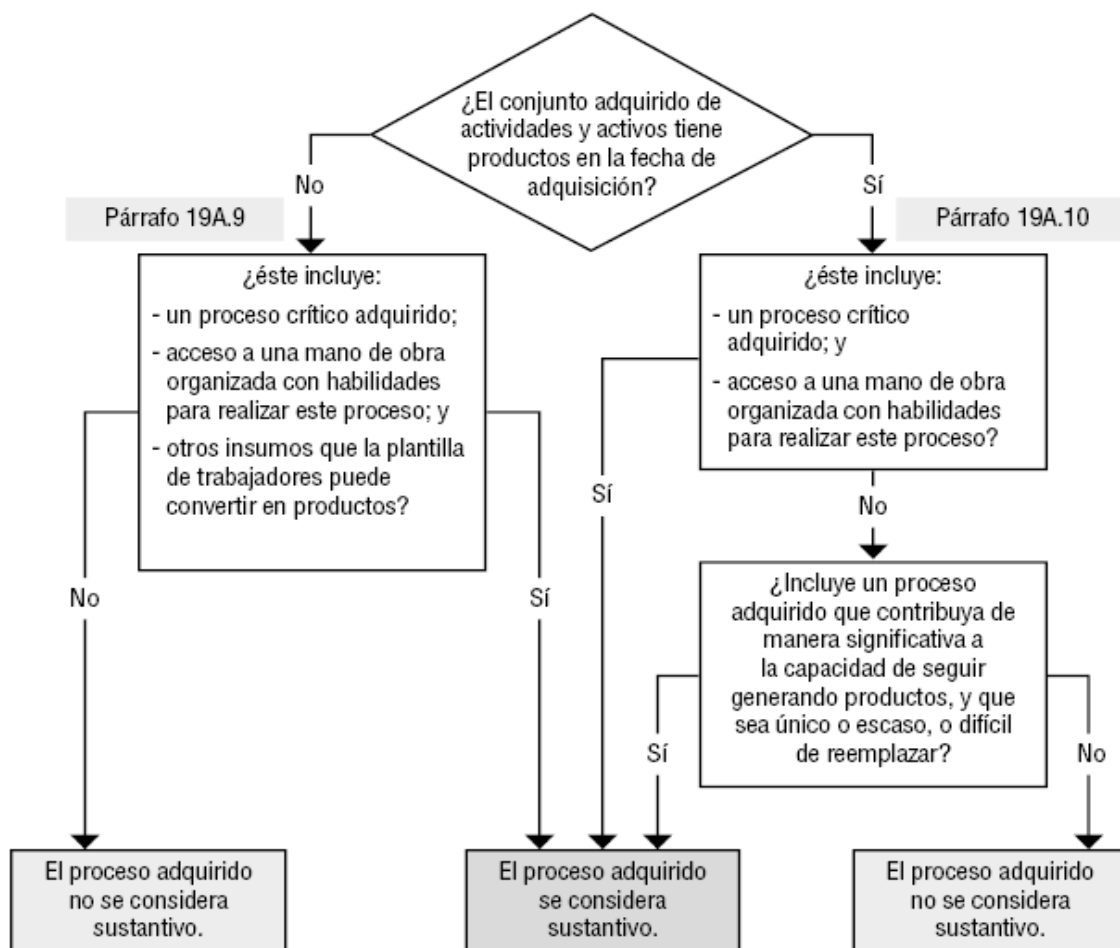 ¿El conjunto adquirido de
actividades y activos tiene
productos en la fecha de
adquisición?
No
Sí
Párrafo 19A.9
Párrafo 19A.10
¿éste incluye:
- un proceso crítico adquirido;
- acceso a una mano de obra
organizada con habilidades
para realizar este proceso; y
- otros insumos que la plantilla
de trabajadores puede
convertir en productos?
¿éste incluye:
- un proceso crítico
adquirido; y
- acceso a una mano de obra
organizada con habilidades
para realizar este proceso?
No
Sí
Sí
No
¿Incluye un proceso
adquirido que contribuya de
manera significativa a
la capacidad de seguir
generando productos, y que
sea único o escaso, o difícil
de reemplazar?
Sí
No
El proceso adquirido
no se considera
sustantivo.
El proceso adquirido
se considera
sustantivo.
El proceso adquirido
no se considera
sustantivo.